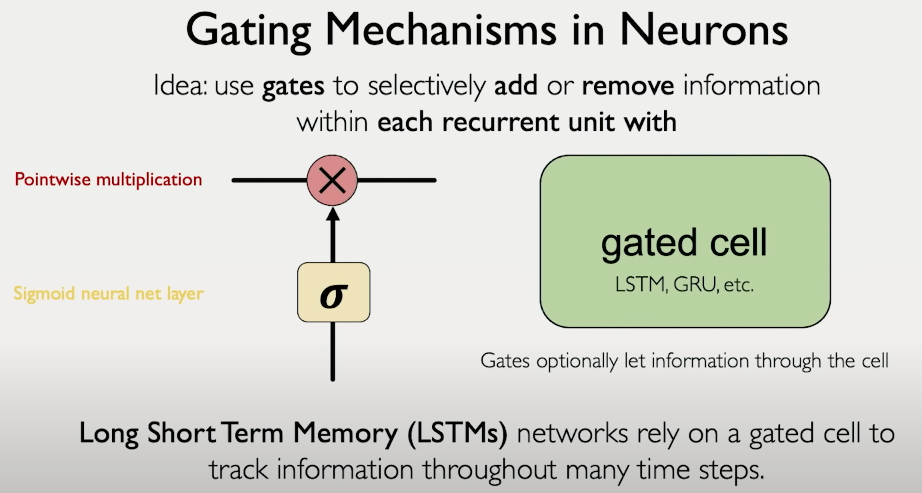 Gating Mechanisms in Neurons
Idea: use gates to selectively add or remove information
within each recurrent unit with
Pointwise multiplication
Sigmoid neural net layer
σ
gated cell
LSTM, GRU, etc.
Gates optionally let information through the cell
Long Short Term Memory (LSTMs) networks rely on a gated cell to
track information throughout many time steps.